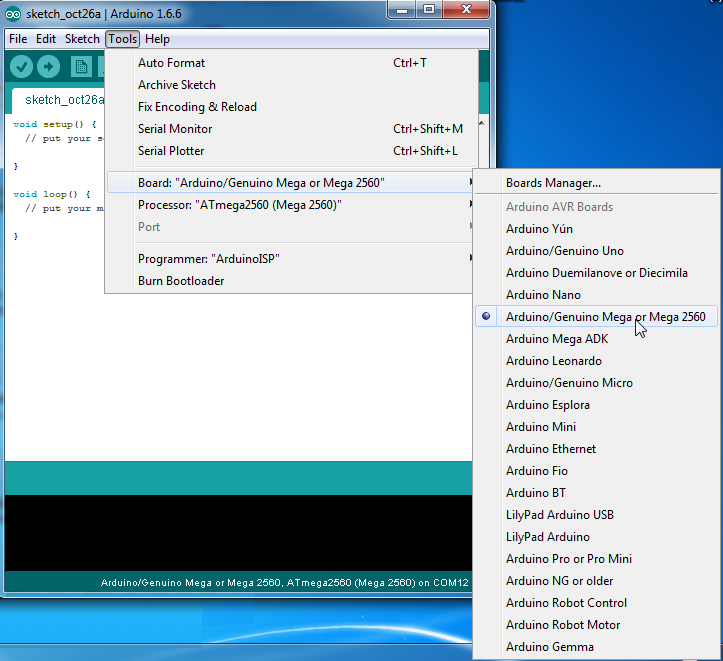 sketch_oct26a | Arduino 1.6.6
File Edit Sketch Tools Help
sketch_oct26a
void setup() {
// put your s
}
void loop() {
// put your m
}
Auto Format Ctrl+T
Archive Sketch
Fix Encoding & Reload
Serial Monitor Ctrl+Shift+M
Serial Plotter Ctrl+Shift+L
Board: "Arduino/Genuino Mega or Mega 2560"
Processor: "ATmega2560 (Mega 2560)"
Port
Programmer: "ArduinoISP"
Burn Bootloader
Boards Manager...
Arduino AVR Boards
Arduino Yún
Arduino/Genuino Uno
Arduino Duemilanove or Diecimila
Arduino Nano
Arduino/Genuino Mega or Mega 2560
Arduino Mega ADK
Arduino Leonardo
Arduino/Genuino Micro
Arduino Esplora
Arduino Mini
Arduino Ethernet
Arduino Fio
Arduino BT
LilyPad Arduino USB
LilyPad Arduino
Arduino Pro or Pro Mini
Arduino NG or older
Arduino Robot Control
Arduino Robot Motor
Arduino Gemma
Arduino/Genuino Mega or Mega 2560, ATmega2560 (Mega 2560) on COM12